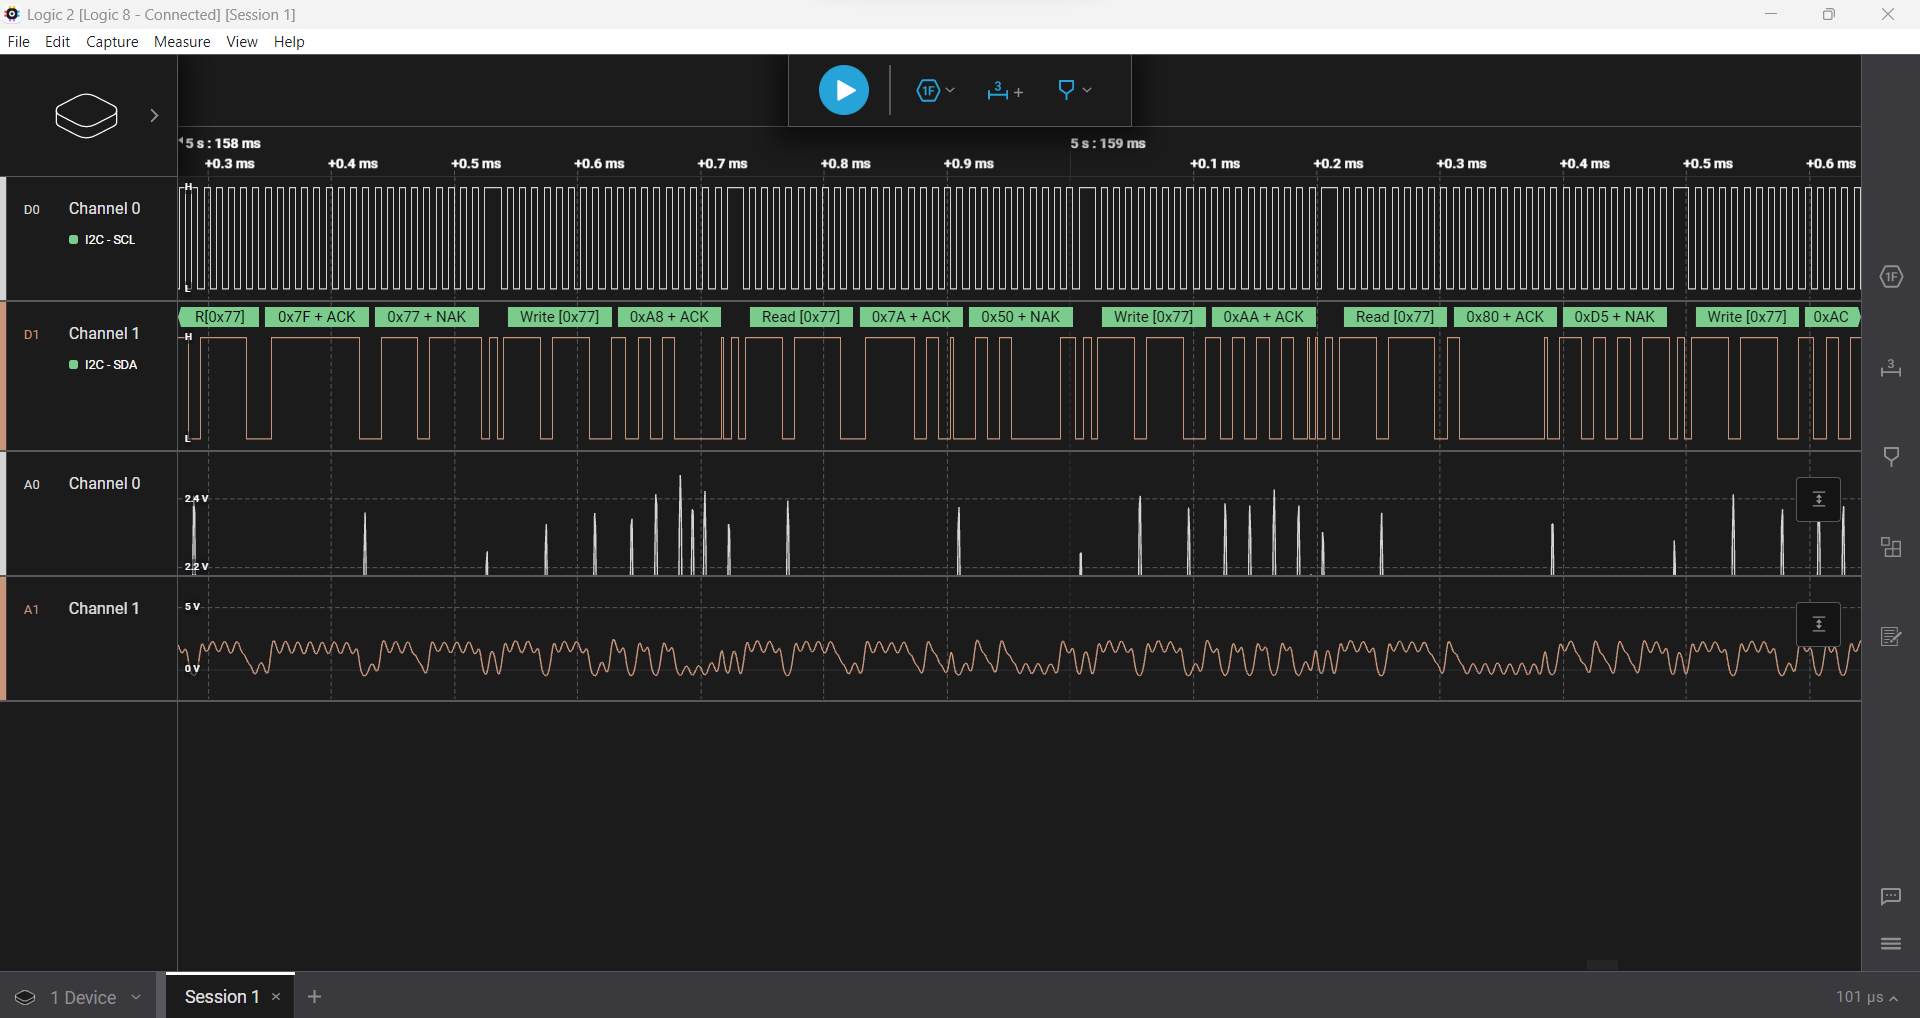 Logic 2 [Logic 8 - Connected] [Session 1]
File Edit Capture Measure View Help
1F 3
5 s : 158 ms 5 s : 159 ms
+0.3 ms +0.4 ms +0.5 ms +0.6 ms +0.7 ms +0.8 ms +0.9 ms +0.1 ms +0.2 ms +0.3 ms +0.4 ms +0.5 ms +0.6 ms
H
D0 Channel 0
I2C - SCL
L
1F
R[0x77] 0x7F + ACK 0x77 + NAK Write [0x77] 0xA8 + ACK Read [0x77] 0x7A + ACK 0x50 + NAK Write [0x77] 0xAA + ACK Read [0x77] 0x80 + ACK 0xD5 + NAK Write [0x77] 0xAC
D1 Channel 1
H
I2C - SDA
3
L
A0 Channel 0
2.4 V
2.2 V
A1 Channel 1
5 V
0 V
1 Device
Session 1
101 µs